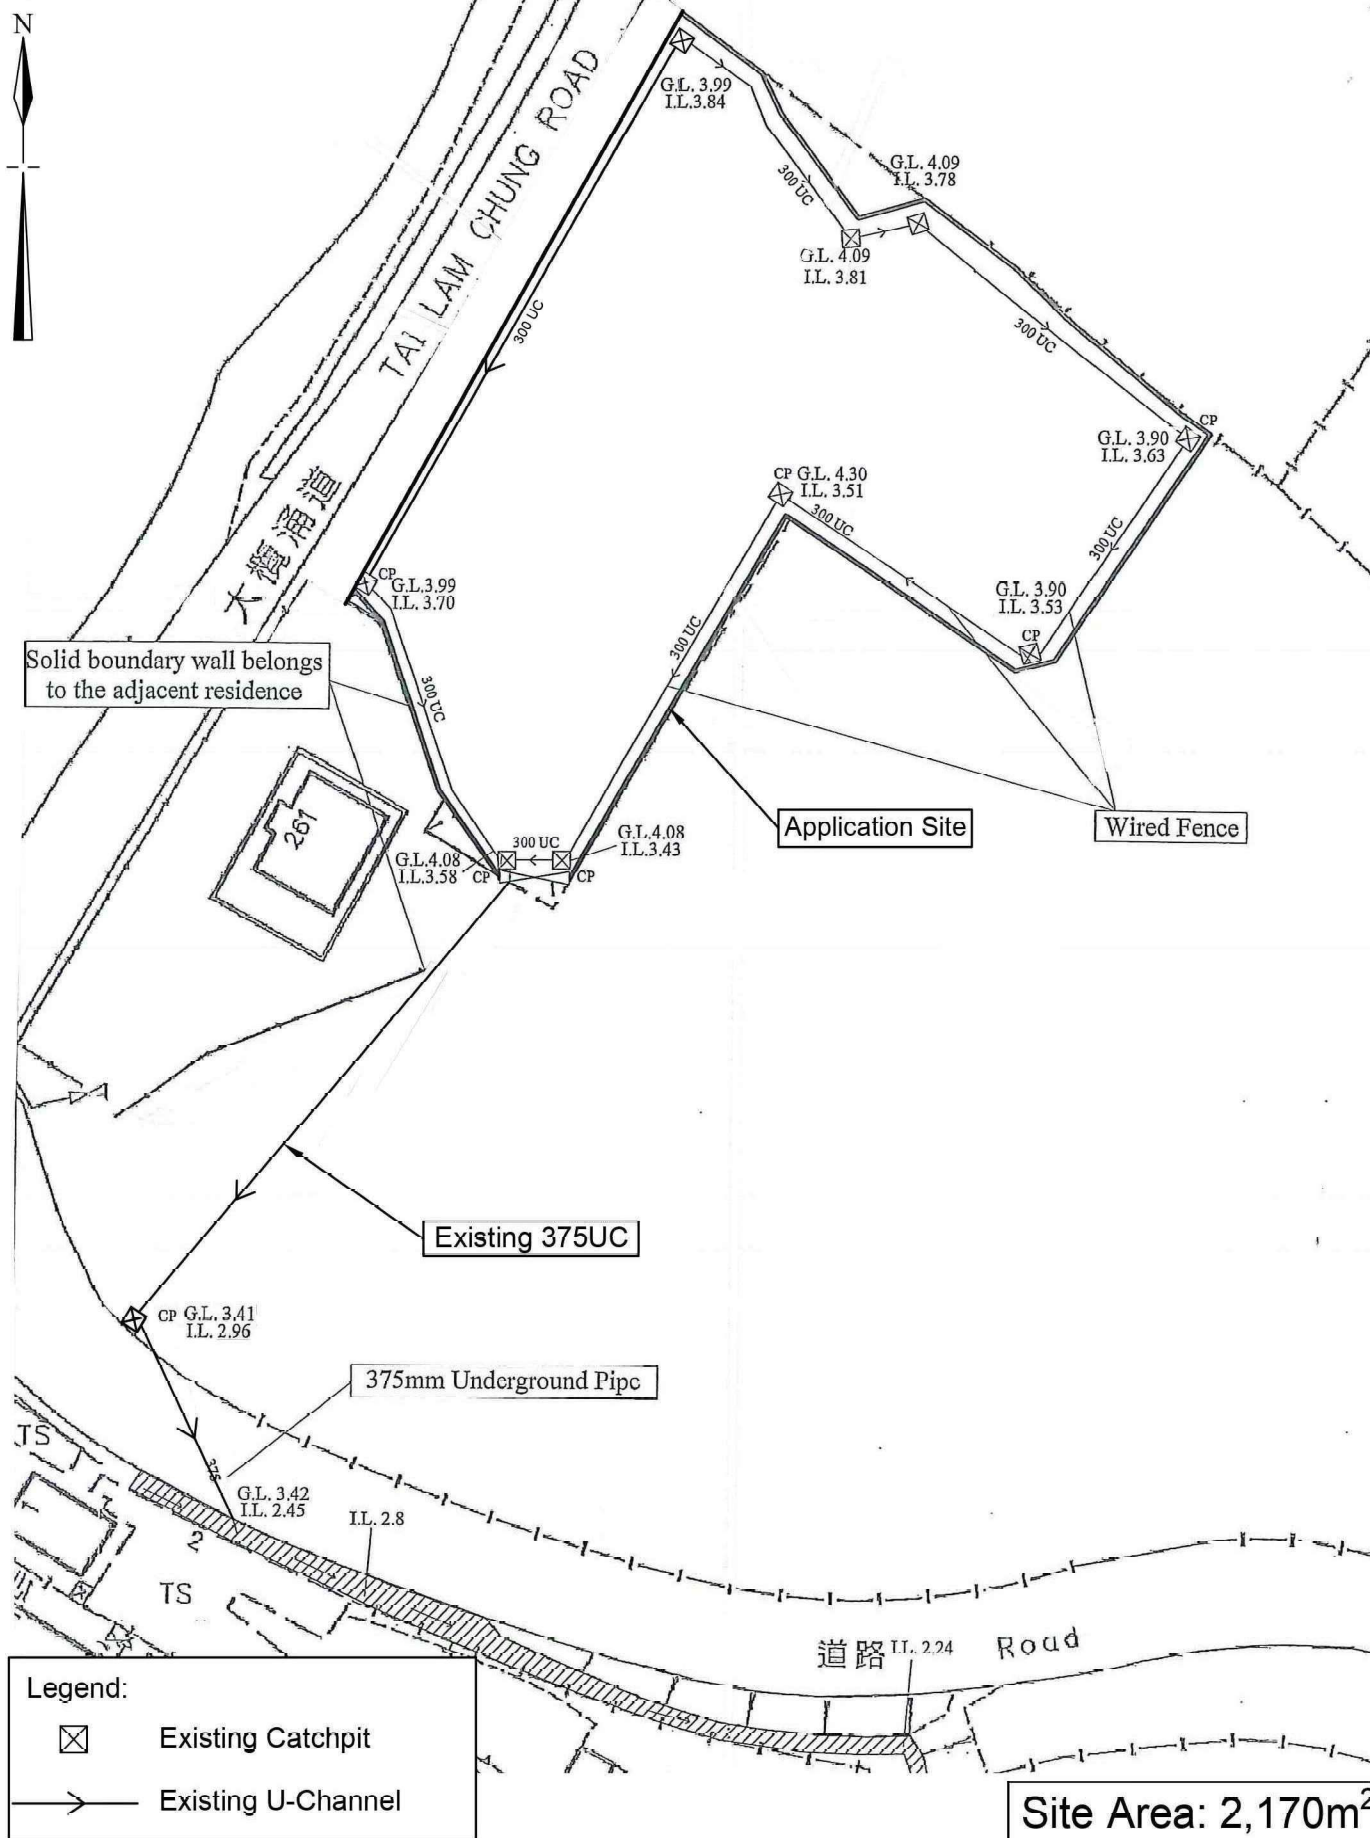 N
TAI LAM CHUNG ROAD
大欖涌道
G.L. 3.99
I.L.3.84
300 UC
G.L. 4.09
I.L. 3.78
G.L. 4.09
I.L. 3.81
300 UC
300 UC
CP
G.L. 3.90
I.L. 3.63
CP G.L. 4.30
I.L. 3.51
300 UC
300 UC
G.L. 3.90
I.L. 3.53
CP
CP
G.L.3.99
I.L. 3.70
300 UC
300 UC
Solid boundary wall belongs
to the adjacent residence
261
Application Site
Wired Fence
300 UC
G.L.4.08
I.L.3.43
G.L.4.08
I.L.3.58
CP
CP
Existing 375UC
CP G.L. 3.41
I.L. 2.96
375mm Underground Pipe
TS
375
G.L. 3.42
I.L. 2.45
I.L. 2.8
2
TS
道路
I.L. 2.24
Road
Legend:
Existing Catchpit
Existing U-Channel
Site Area: 2,170m²